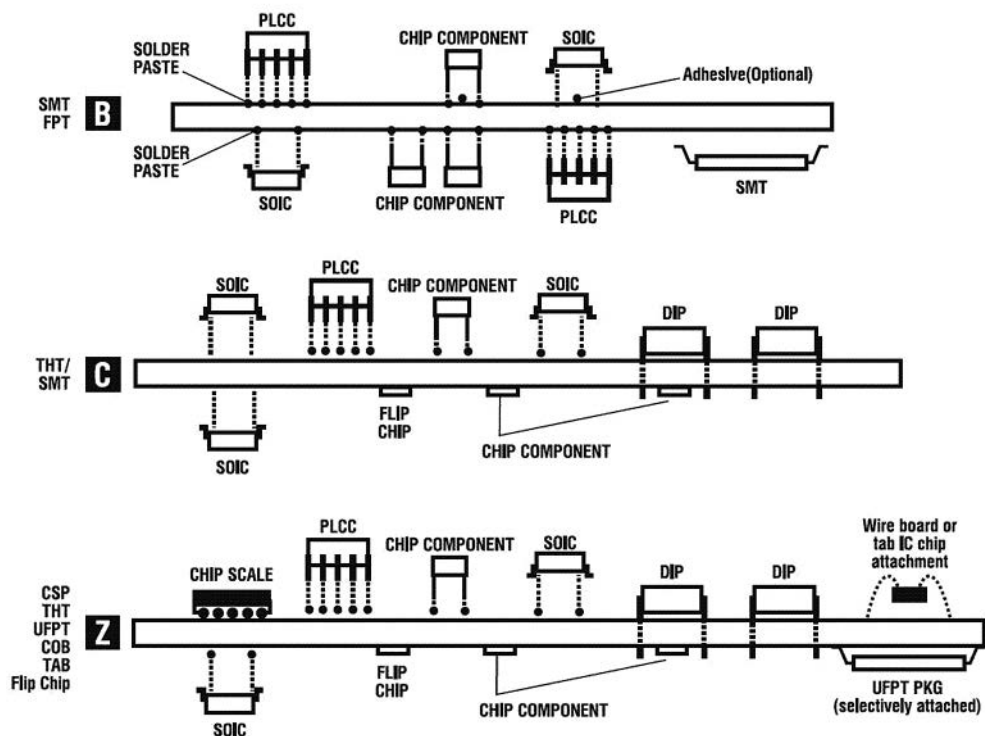 PLCC
CHIP COMPONENT
SOIC
SOLDER
PASTE
Adhesive(Optional)
SMT
FPT
B
SOLDER
PASTE
SOIC
CHIP COMPONENT
PLCC
SMT
SOIC
PLCC
CHIP COMPONENT
SOIC
DIP
DIP
THT/
SMT
C
FLIP
CHIP
CHIP COMPONENT
SOIC
PLCC
CHIP COMPONENT
SOIC
Wire board or
tab IC chip
attachment
CHIP SCALE
DIP
DIP
CSP
THT
UFPT
COB
TAB
Flip Chip
Z
FLIP
CHIP
CHIP COMPONENT
UFPT PKG
(selectively attached)
SOIC